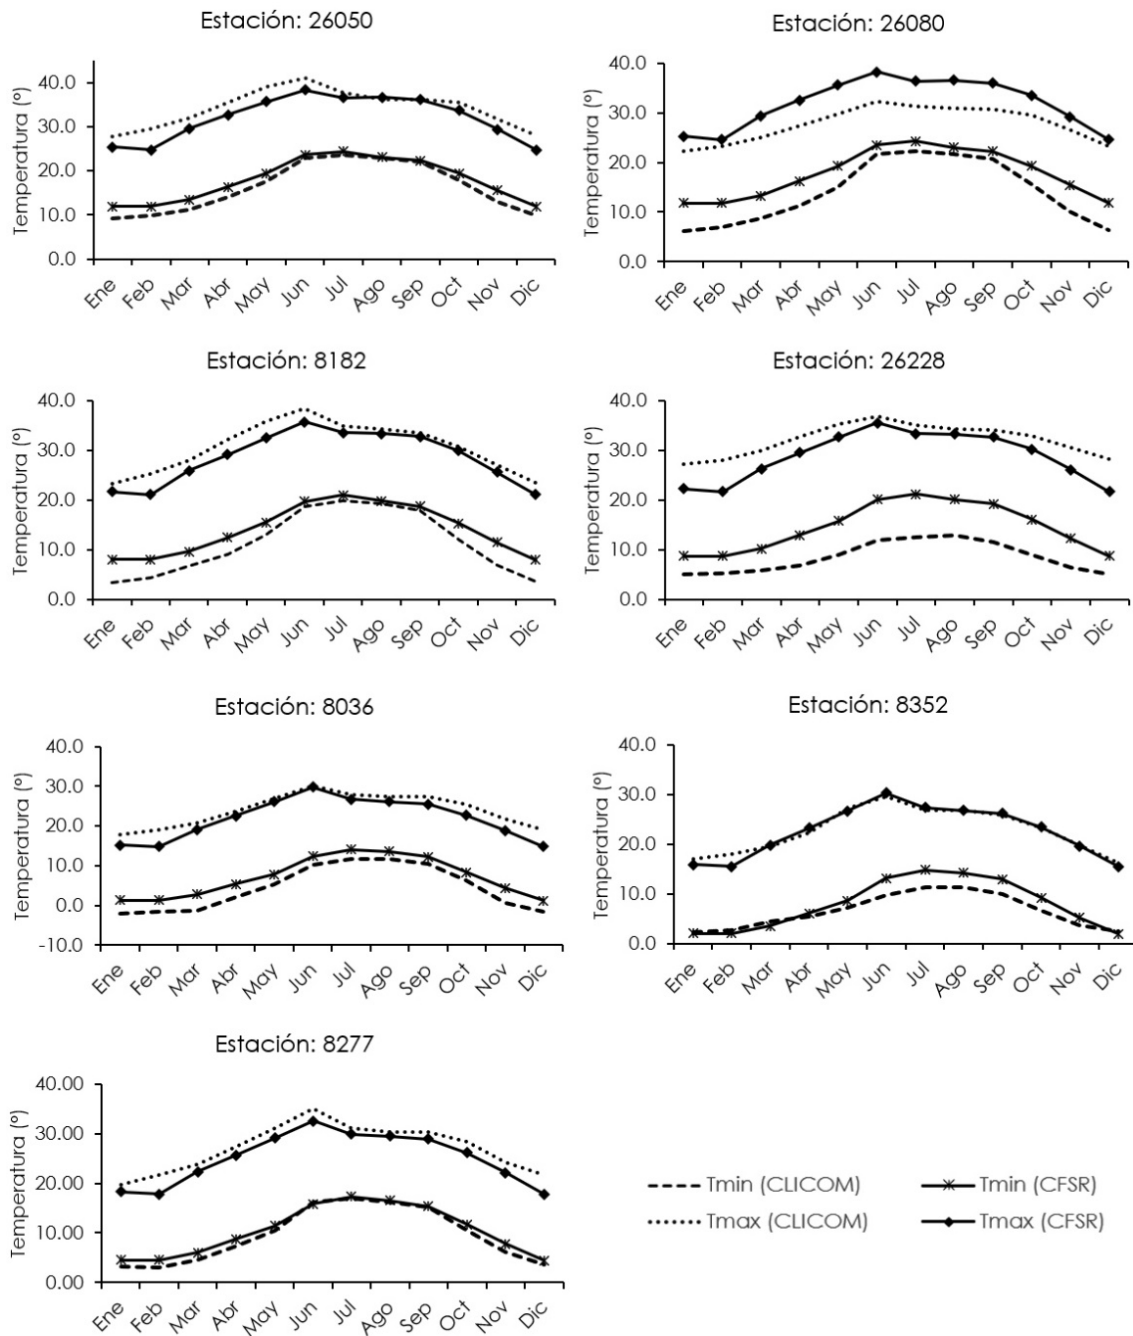 Estación: 26050
Temperatura (º)
40.0
30.0
20.0
10.0
0.0
Ene Feb Mar Abr May Jun Jul Ago Sep Oct Nov Dic
Estación: 26080
Temperatura (º)
40.0
30.0
20.0
10.0
0.0
Ene Feb Mar Abr May Jun Jul Ago Sep Oct Nov Dic
Estación: 8182
Temperatura (º)
40.0
30.0
20.0
10.0
0.0
Ene Feb Mar Abr May Jun Jul Ago Sep Oct Nov Dic
Estación: 26228
Temperatura (º)
40.0
30.0
20.0
10.0
0.0
Ene Feb Mar Abr May Jun Jul Ago Sep Oct Nov Dic
Estación: 8036
Temperatura (º)
40.0
30.0
20.0
10.0
0.0
-10.0
Ene Feb Mar Abr May Jun Jul Ago Sep Oct Nov Dic
Estación: 8352
Temperatura (º)
40.0
30.0
20.0
10.0
0.0
Ene Feb Mar Abr May Jun Jul Ago Sep Oct Nov Dic
Estación: 8277
Temperatura (º)
40.00
30.00
20.00
10.00
0.00
Ene Feb Mar Abr May Jun Jul Ago Sep Oct Nov Dic
Tmin (CLICOM) Tmin (CFSR)
Tmax (CLICOM) Tmax (CFSR)